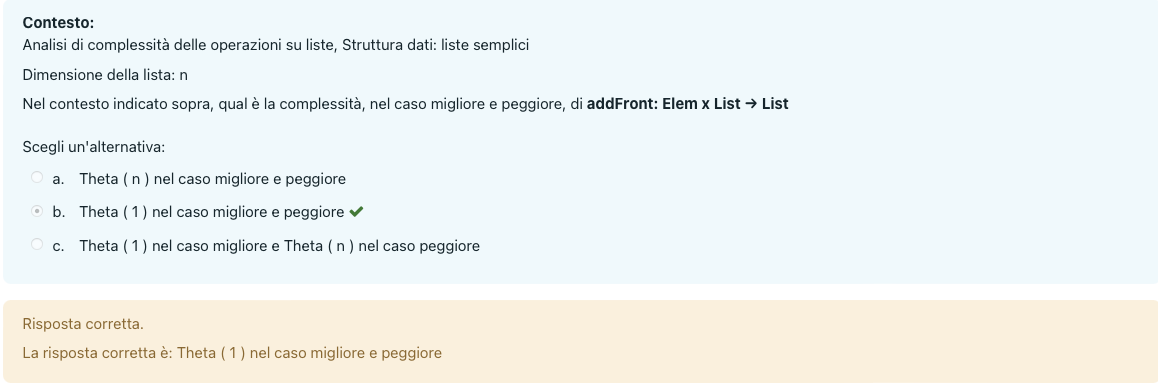 Contesto:
Analisi di complessità delle operazioni su liste, Struttura dati: liste semplici
Dimensione della lista: n
Nel contesto indicato sopra, qual è la complessità, nel caso migliore e peggiore, di addFront: Elem x List → List
Scegli un'alternativa:
a. Theta ( n ) nel caso migliore e peggiore
b. Theta ( 1 ) nel caso migliore e peggiore ✔
c. Theta ( 1 ) nel caso migliore e Theta ( n ) nel caso peggiore
Risposta corretta.
La risposta corretta è: Theta ( 1 ) nel caso migliore e peggiore